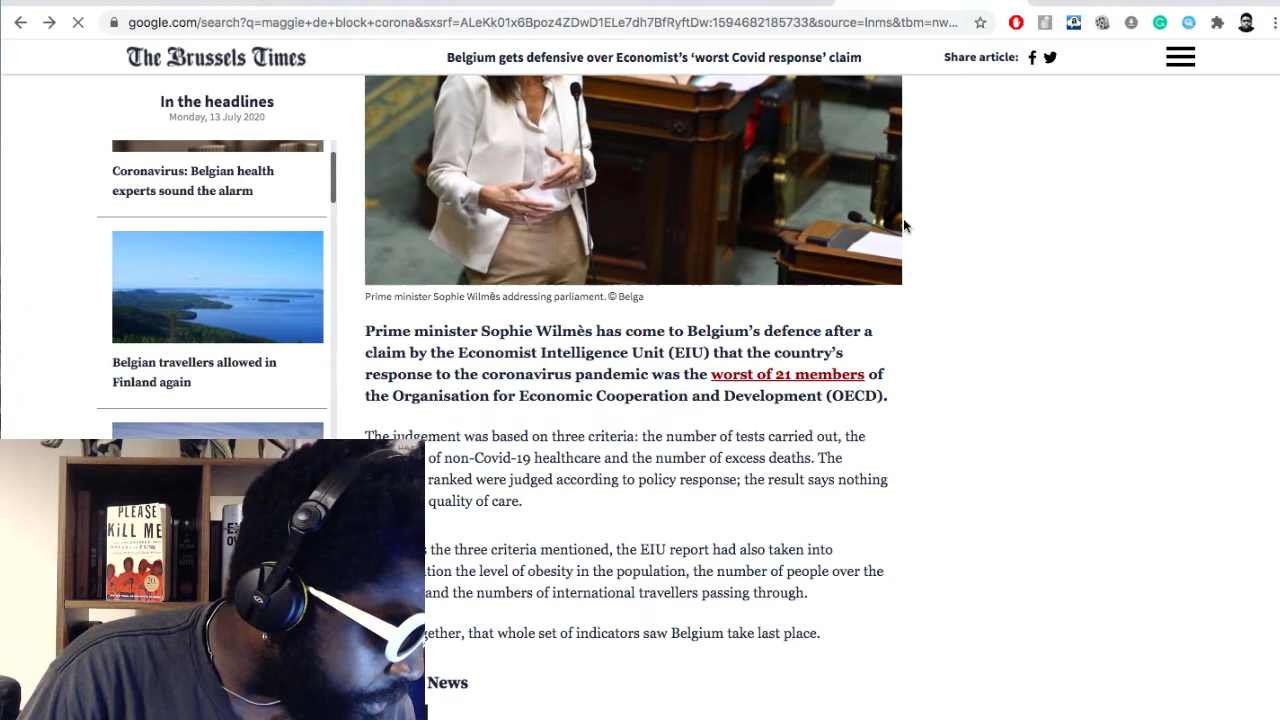 google.com/search?q=maggie+de+block+corona&sxsrf=ALeKk01x6Bpoz4ZDwD1ELe7dh7BfRyftDw:1594682185733&source=lnms&tbm=nw...
The Brussels Times
Belgium gets defensive over Economist's ‘worst Covid response’ claim
Share article:
In the headlines
Monday, 13 July 2020
Coronavirus: Belgian health
experts sound the alarm
Belgian travellers allowed in
Finland again
Prime minister Sophie Wilmès addressing parliament. © Belga
Prime minister Sophie Wilmès has come to Belgium’s defence after a
claim by the Economist Intelligence Unit (EIU) that the country’s
response to the coronavirus pandemic was the worst of 21 members of
the Organisation for Economic Cooperation and Development (OECD).
The judgement was based on three criteria: the number of tests carried out, the
of non-Covid-19 healthcare and the number of excess deaths. The
ranked were judged according to policy response; the result says nothing
quality of care.
the three criteria mentioned, the EIU report had also taken into
the level of obesity in the population, the number of people over the
and the numbers of international travellers passing through.
that whole set of indicators saw Belgium take last place.
News
PLEASE
KILL ME